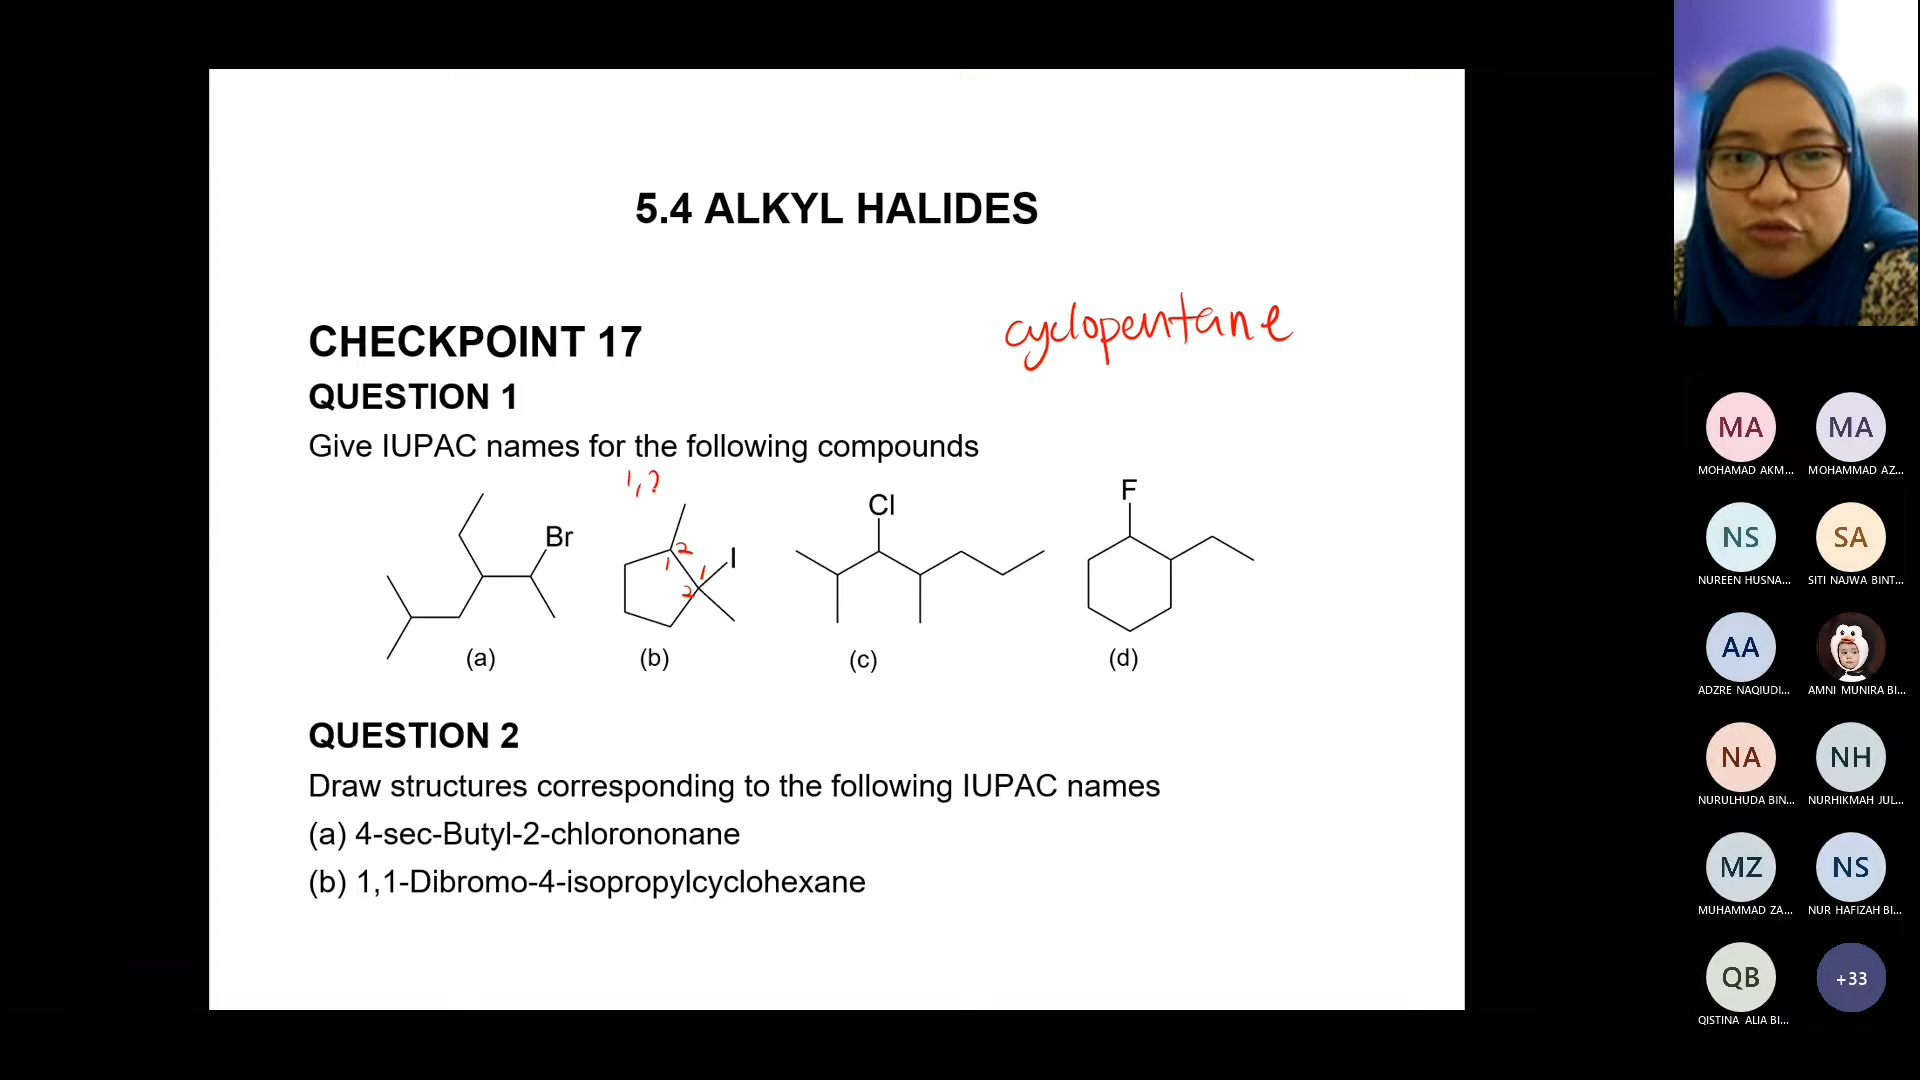 5.4 ALKYL HALIDES
cyclopentane
CHECKPOINT 17
QUESTION 1
Give IUPAC names for the following compounds
1,2
Br
2
1
1
2
I
Cl
F
(a)
(b)
(c)
(d)
QUESTION 2
Draw structures corresponding to the following IUPAC names
(a) 4-sec-Butyl-2-chlorononane
(b) 1,1-Dibromo-4-isopropylcyclohexane
MA
MA
MOHAMAD AKM...
MOHAMMAD AZ...
NS
SA
NUREEN HUSNA...
SITI NAJWA BINT...
AA
ADZRE NAQIUDI...
AMNI MUNIRA BI...
NA
NH
NURULHUDA BIN...
NURHIKMAH JUL...
MZ
NS
MUHAMMAD ZA...
NUR HAFIZAH BI...
QB
+33
QISTINA ALIA BI...